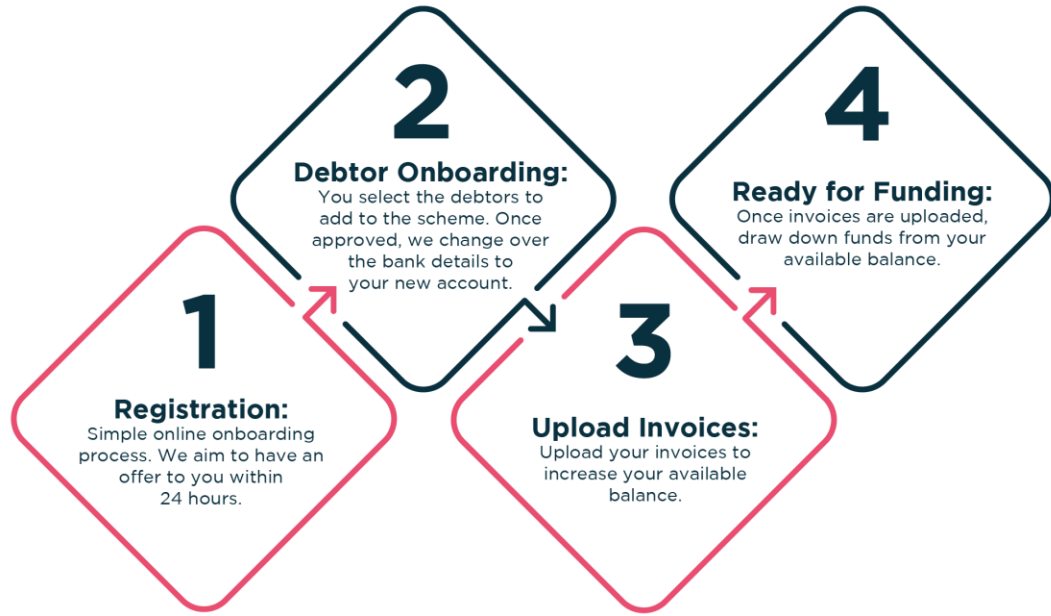 1
Registration:
Simple online onboarding
process. We aim to have an
offer to you within
24 hours.
2
Debtor Onboarding:
You select the debtors to
add to the scheme. Once
approved, we change over
the bank details to
your new account.
3
Upload Invoices:
Upload your invoices to
increase your available
balance.
4
Ready for Funding:
Once invoices are uploaded,
draw down funds from your
available balance.